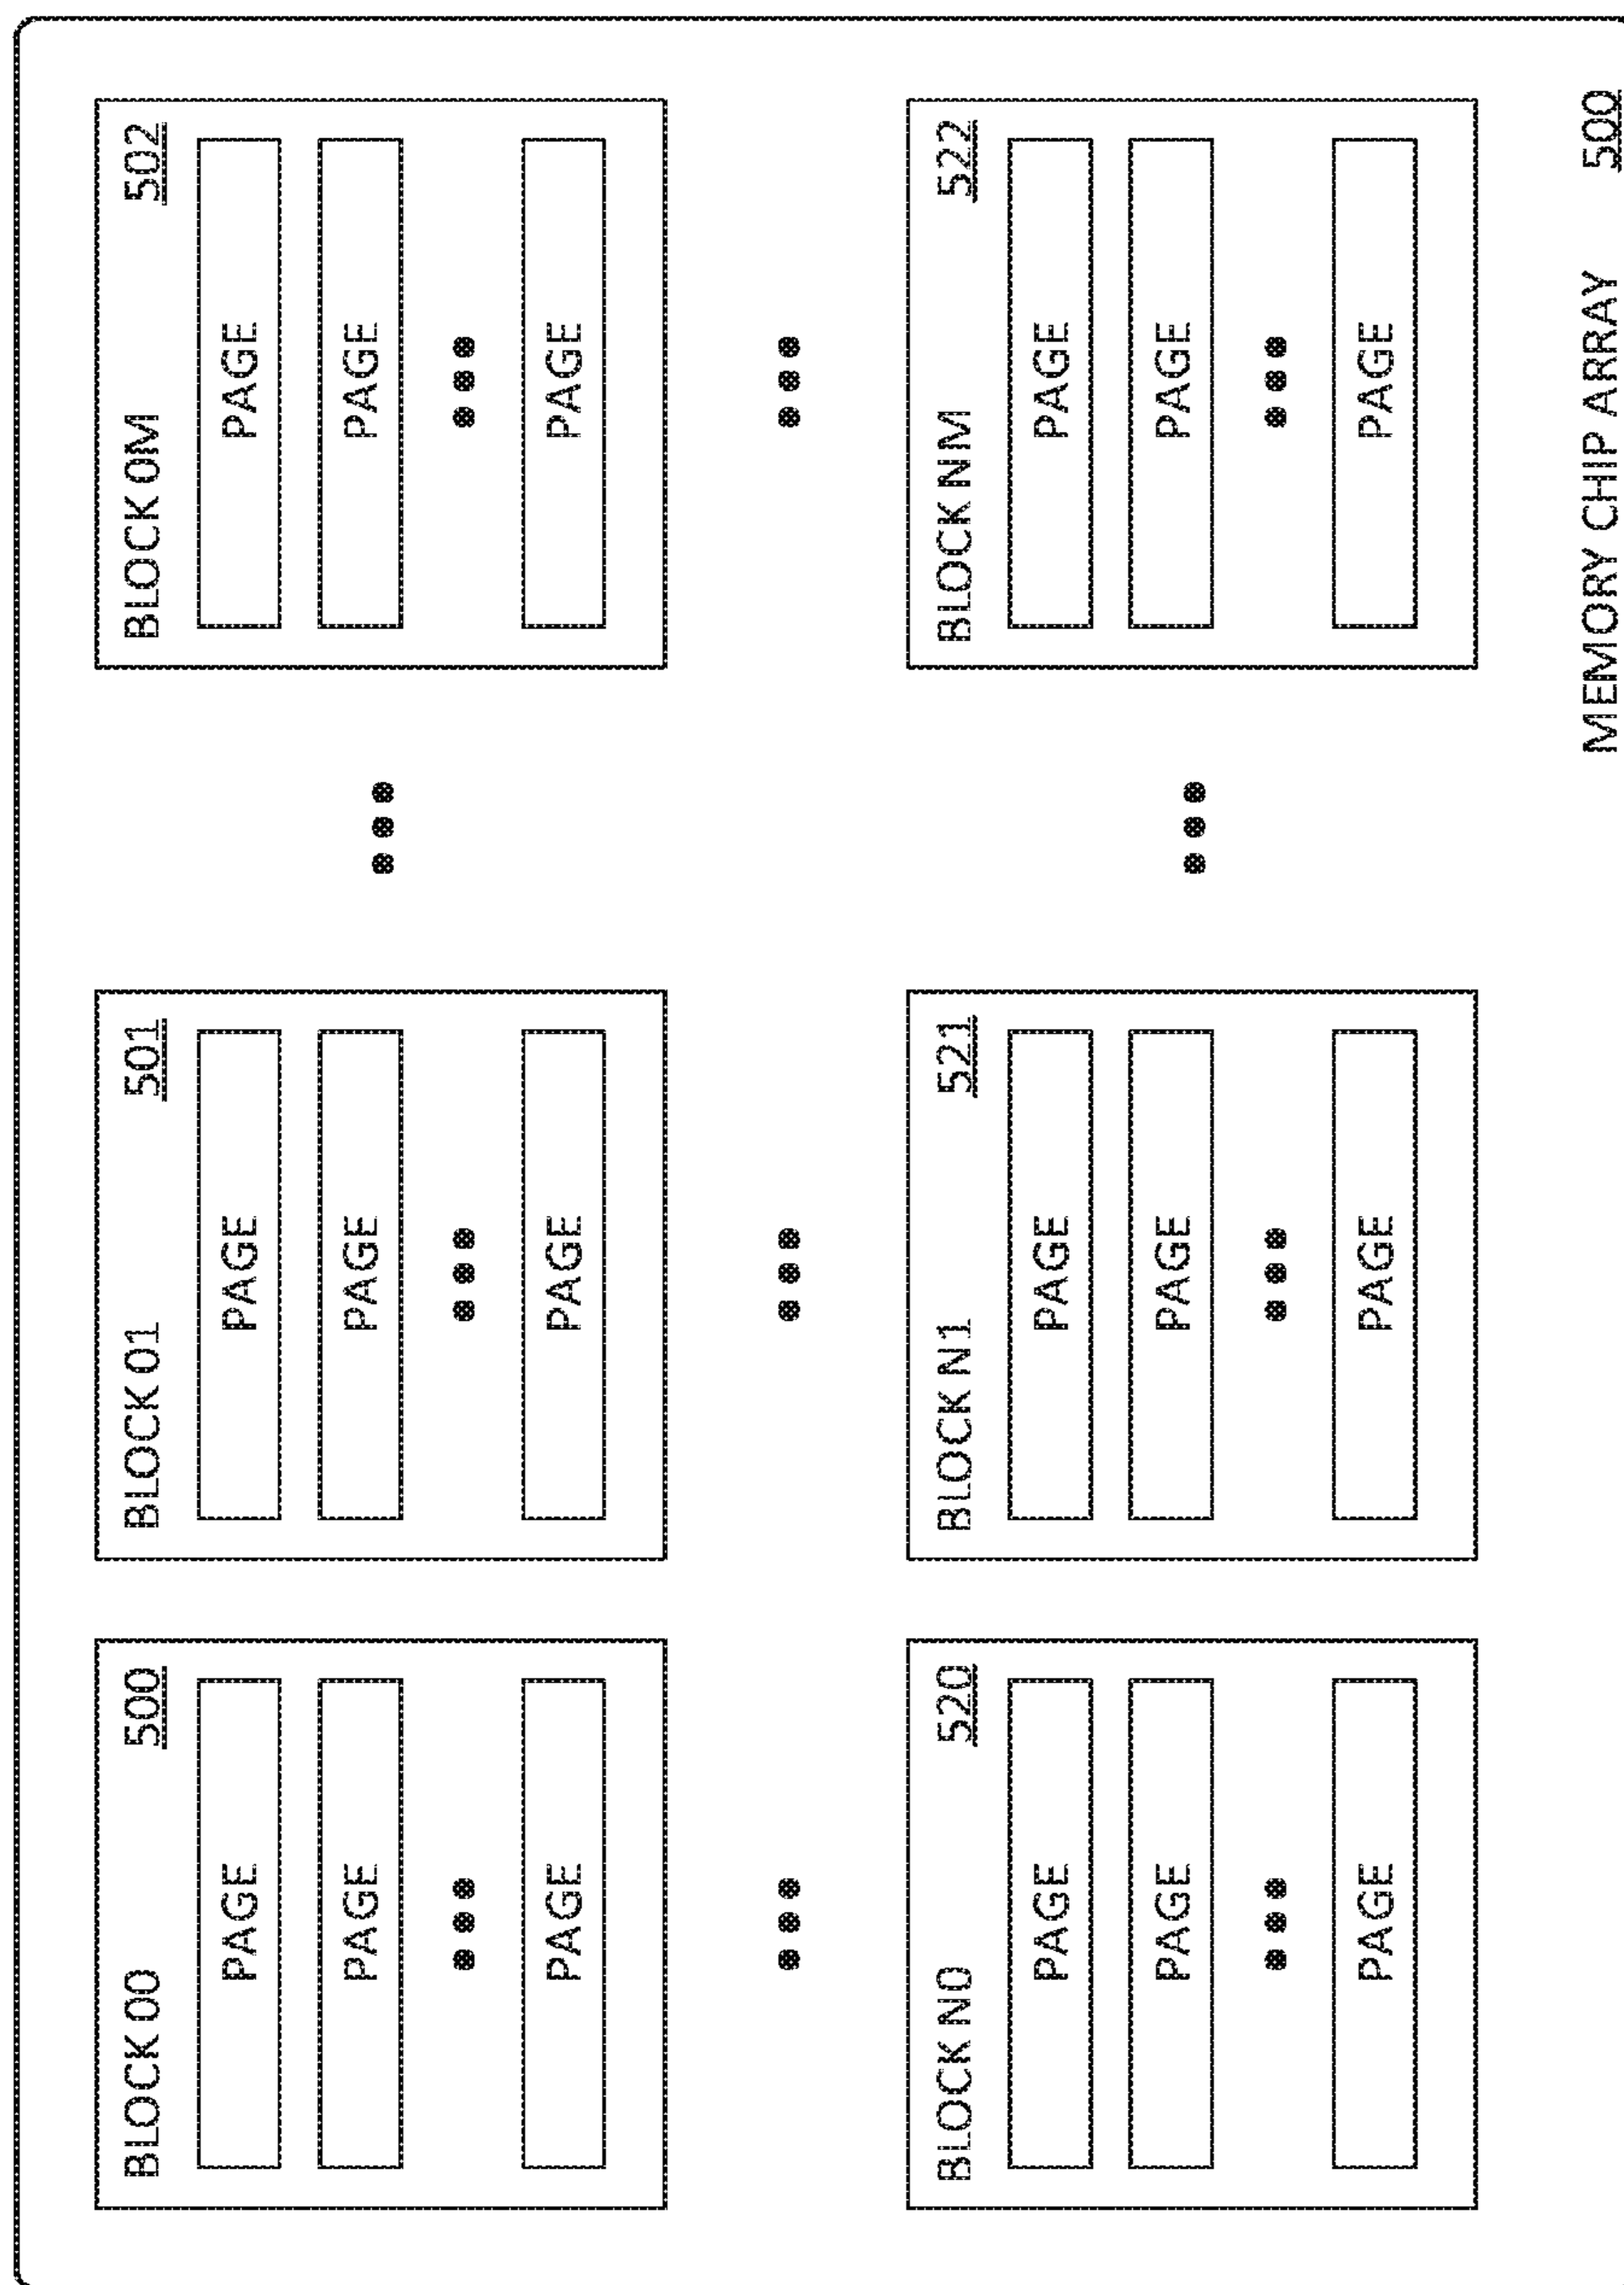 BLOCK 00 500
PAGE
PAGE
PAGE
BLOCK 01 501
PAGE
PAGE
PAGE
BLOCK 0M 502
PAGE
PAGE
PAGE
BLOCK N0 520
PAGE
PAGE
PAGE
BLOCK N1 521
PAGE
PAGE
PAGE
BLOCK NM 522
PAGE
PAGE
PAGE
MEMORY CHIP ARRAY 500